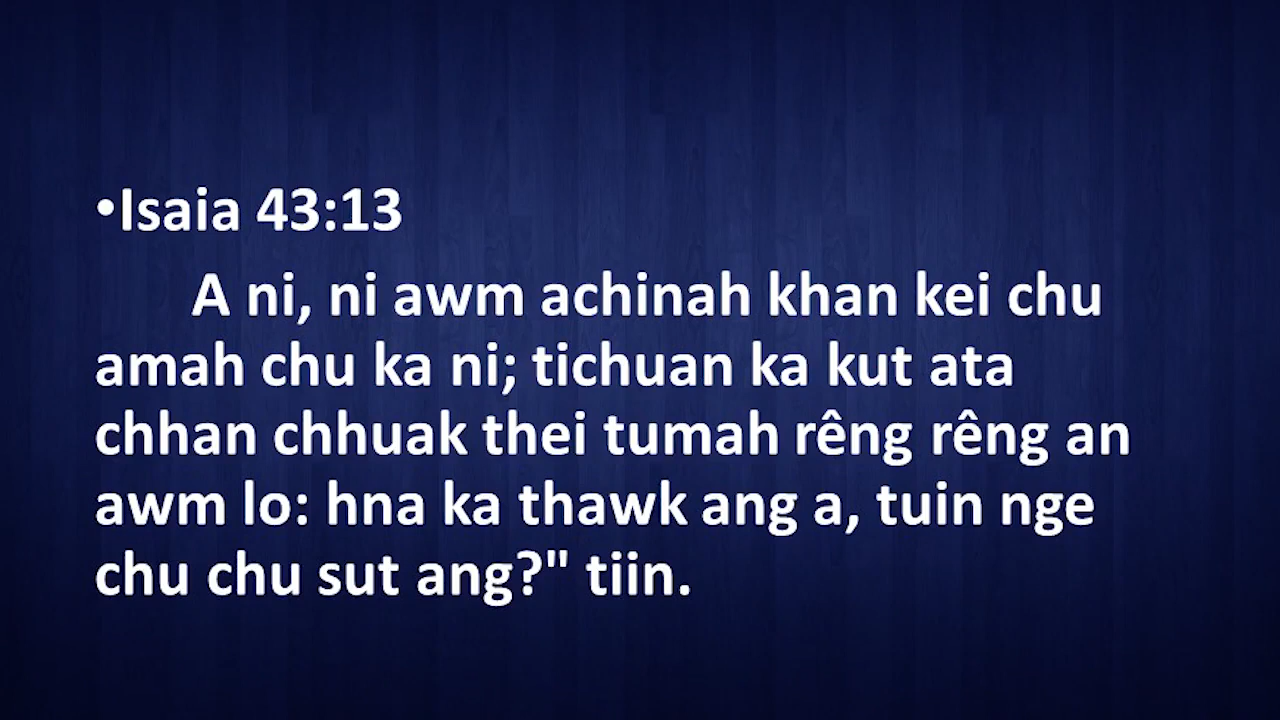 •Isaia 43:13
A ni, ni awm achinah khan kei chu
amah chu ka ni; tichuan ka kut ata
chhan chhuak thei tumah rêng rêng an
awm lo: hna ka thawk ang a, tuin nge
chu chu sut ang?" tiin.